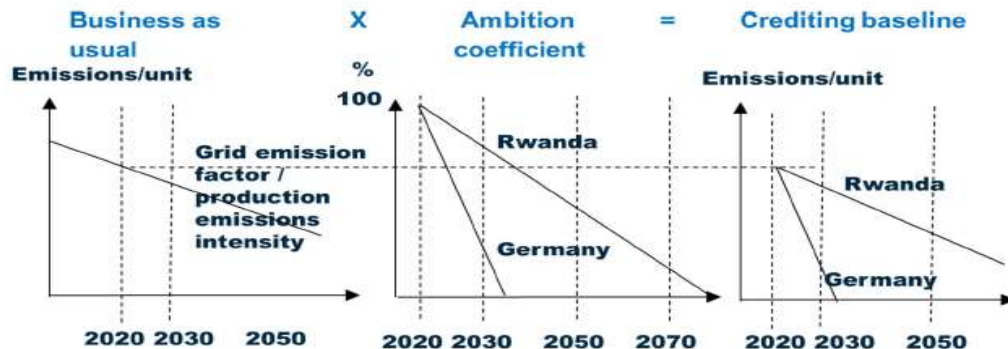 Business as usual X Ambition coefficient = Crediting baseline
Emissions/unit
Grid emission
factor /
production
emissions
intensity
2020 2030 2050
%
100
Rwanda
Germany
2020 2030 2050 2070
Emissions/unit
Rwanda
Germany
2020 2030 2050